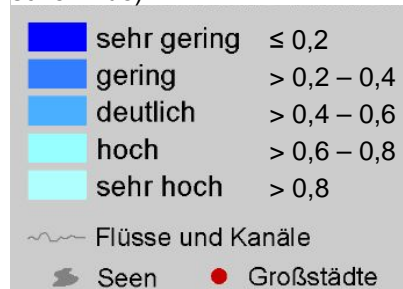 sehr gering ≤ 0,2
gering > 0,2 – 0,4
deutlich > 0,4 – 0,6
hoch > 0,6 – 0,8
sehr hoch > 0,8
Flüsse und Kanäle
Seen Großstädte